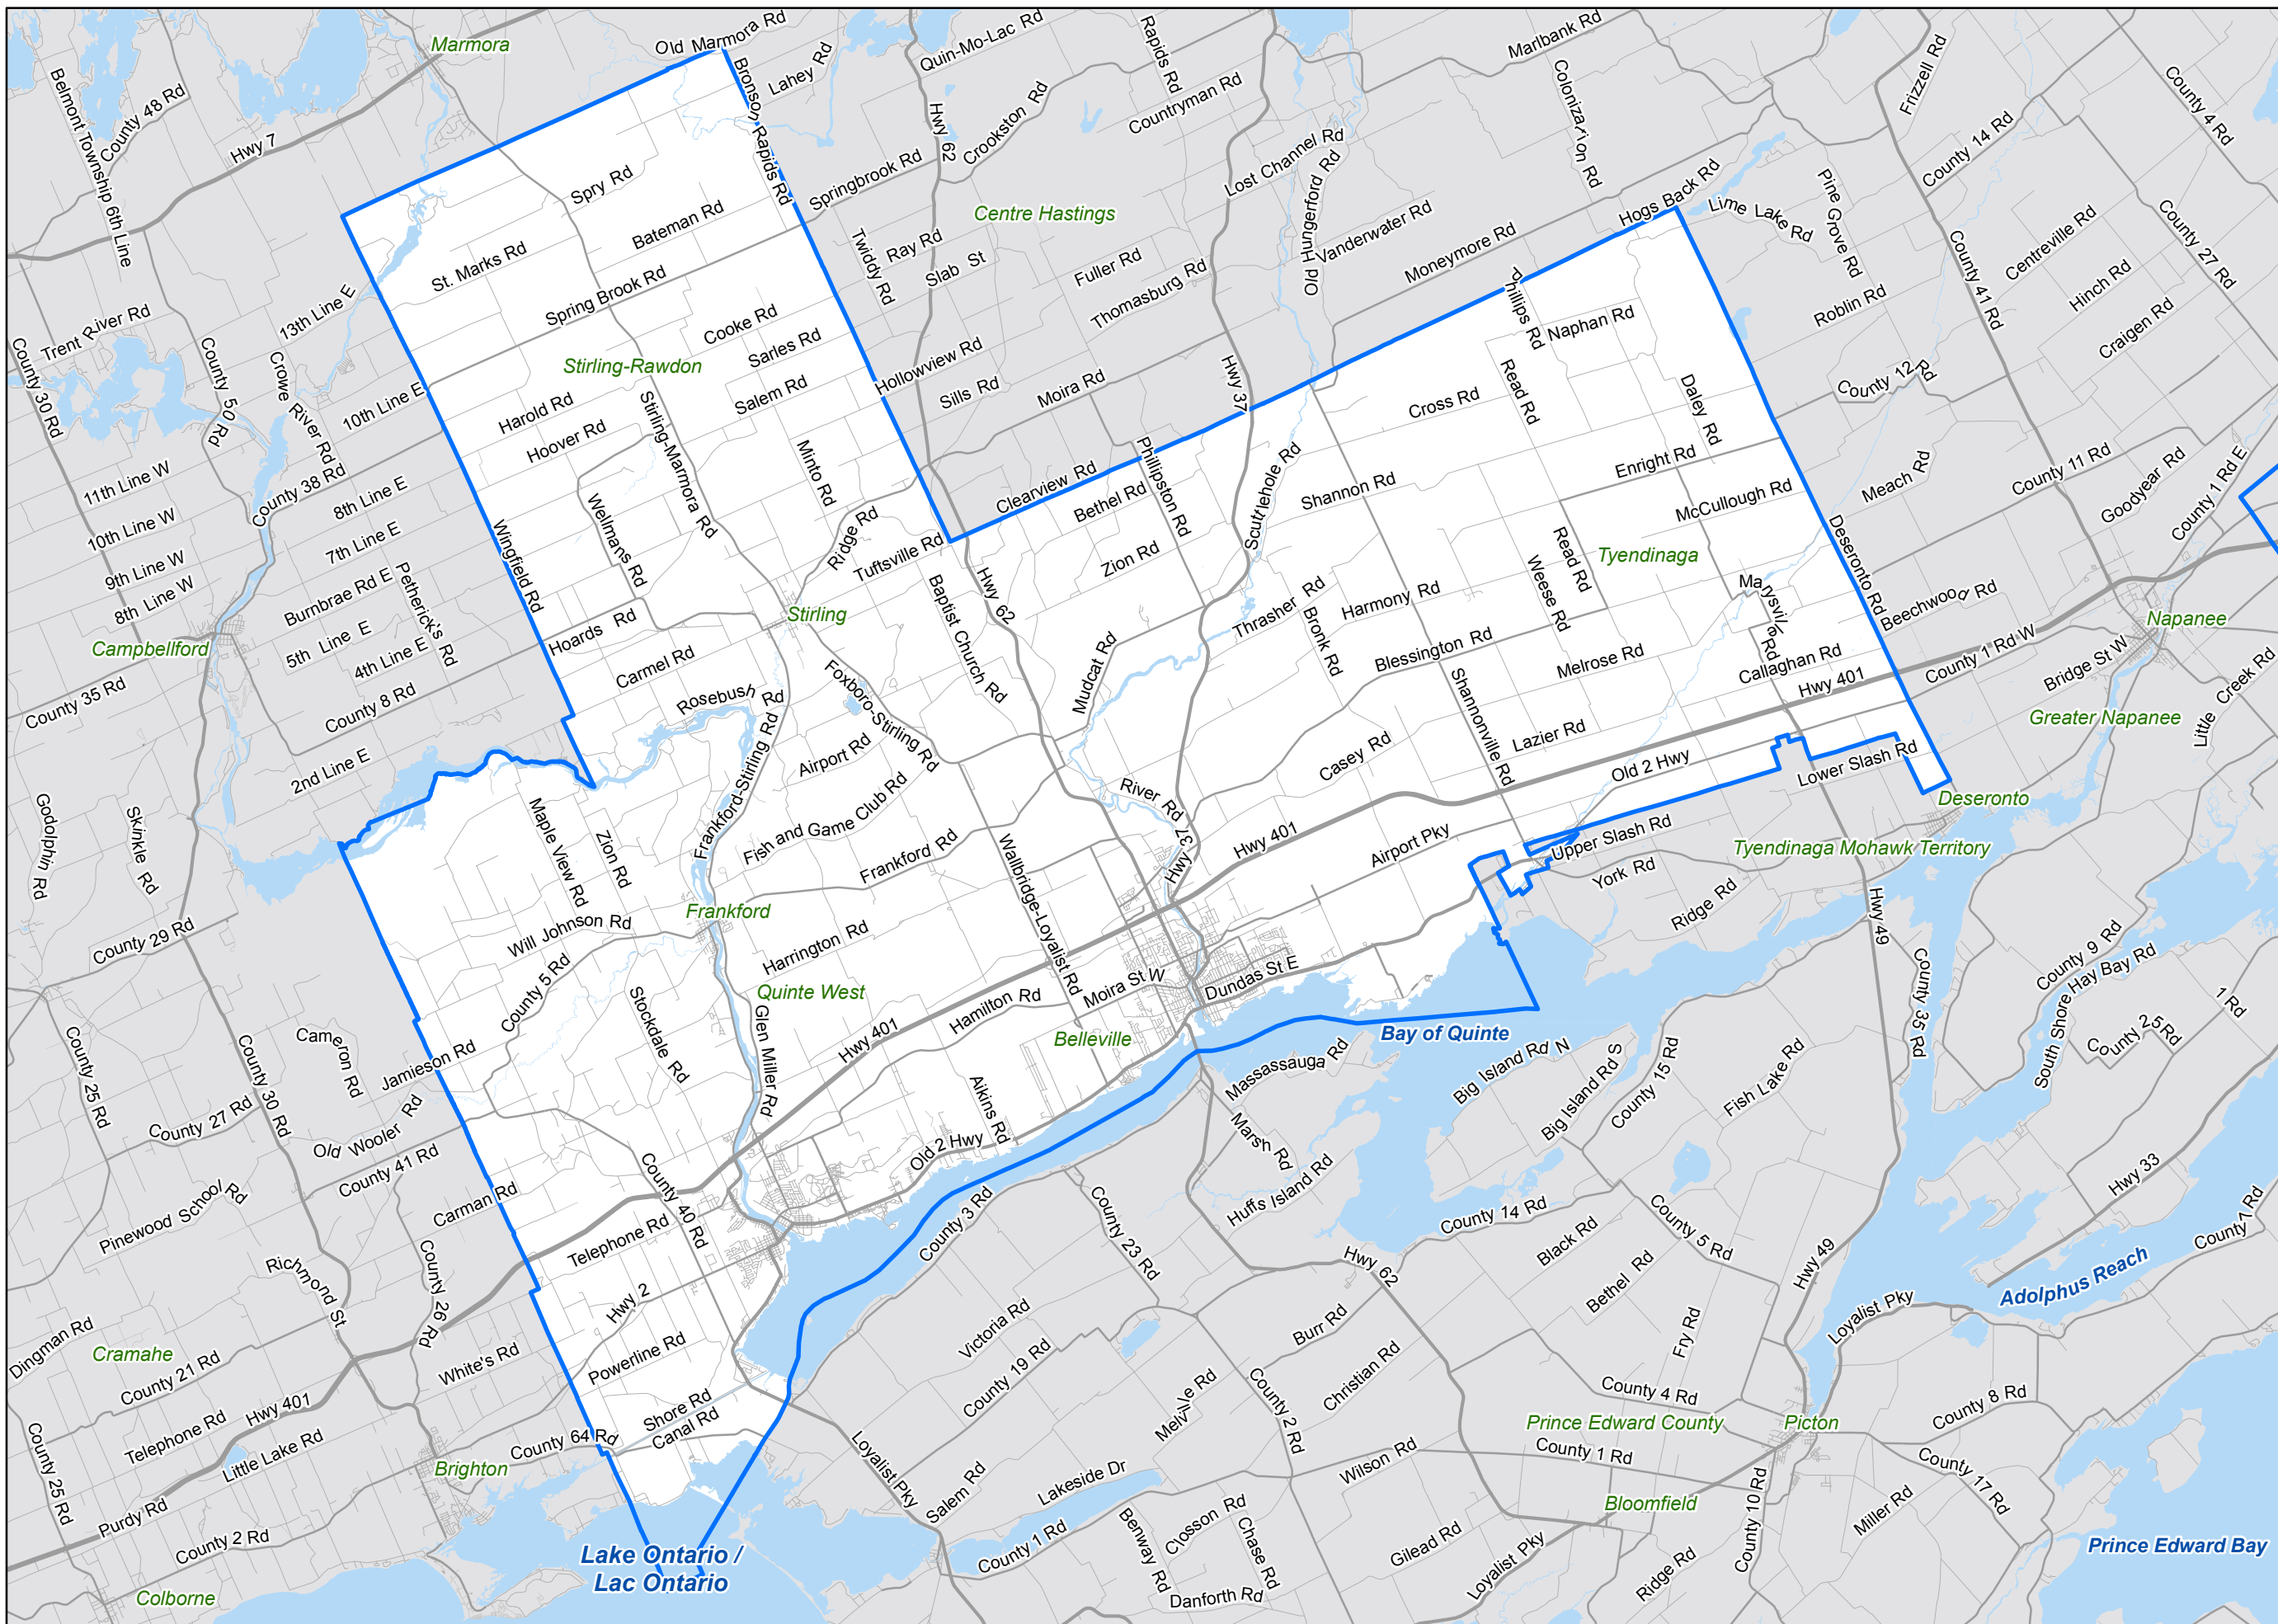 Marmora
Old Marmora Rd
Quin-Mo-Lac Rd
Rapids Rd
Marlbank Rd
Frizzell Rd
County 4 Rd
Belmont Township 6th Line
County 48 Rd
Hwy 7
Bronson Rapids Rd
Lahey Rd
Hwy 62
Crookston Rd
Countryman Rd
Colonization Rd
County 14 Rd
Spry Rd
Springbrook Rd
Lost Channel Rd
Old Hungerford Rd
Hogs Back Rd
Pine Grove Rd
Lime Lake Rd
Centre Hastings
Bateman Rd
St. Marks Rd
Twiddy Rd
Ray Rd
Slab St
Fuller Rd
Vanderwater Rd
Moneymore Rd
County 41 Rd
Centreville Rd
County 27 Rd
Hinch Rd
Spring Brook Rd
13th Line E
Thomasburg Rd
Phillips Rd
Naphan Rd
Roblin Rd
Craigen Rd
Trent River Rd
County 30 Rd
County 50 Rd
Crowe River Rd
10th Line E
Cooke Rd
Sarles Rd
Stirling-Rawdon
Salem Rd
Hollowview Rd
Sills Rd
Moira Rd
Hwy 37
Read Rd
Cross Rd
Daley Rd
County 12 Rd
Harold Rd
Hoover Rd
Stirling-Marmora Rd
Minto Rd
Phillipston Rd
Scuttlehole Rd
Enright Rd
Meach Rd
County 11 Rd
Goodyear Rd
County 1 Rd E
11th Line W
County 38 Rd
8th Line E
Clearview Rd
Bethel Rd
Shannon Rd
McCullough Rd
10th Line W
7th Line E
Wingfield Rd
Wellmans Rd
Ridge Rd
Tuftsville Rd
Zion Rd
Read Rd
Tyendinaga
Deseronto Rd
9th Line W
8th Line W
Burnbrae Rd E
Petherick's Rd
Hwy 62
Baptist Church Rd
Thrasher Rd
Bronk Rd
Harmony Rd
Weese Rd
Marysville Rd
Beechwood Rd
Napanee
Campbellford
5th Line E
4th Line E
Hoards Rd
Stirling
Carmel Rd
Mudcat Rd
Blessington Rd
Melrose Rd
Callaghan Rd
County 1 Rd W
Bridge St W
County 35 Rd
County 8 Rd
Rosebush Rd
Foxboro-Stirling Rd
Shannonville Rd
Hwy 401
Greater Napanee
Little Creek Rd
2nd Line E
Frankford-Stirling Rd
Airport Rd
Fish and Game Club Rd
River Rd
Casey Rd
Lazier Rd
Old 2 Hwy
Lower Slash Rd
Deseronto
Godolphin Rd
Skinkle Rd
Maple View Rd
Zion Rd
Frankford Rd
Wallbridge-Loyalist Rd
Hwy 37
Hwy 401
Airport Pky
Upper Slash Rd
Tyendinaga Mohawk Territory
York Rd
Ridge Rd
Frankford
Will Johnson Rd
County 29 Rd
Harrington Rd
County 5 Rd
Quinte West
Stockdale Rd
Glen Miller Rd
Hamilton Rd
Moira St W
Dundas St E
Hwy 49
County 35 Rd
County 9 Rd
South Shore Hay Bay Rd
1 Rd
County 25 Rd
Belleville
Bay of Quinte
Hwy 401
County 25 Rd
Cameron Rd
County 30 Rd
Jamieson Rd
Aikins Rd
Massassauga Rd
Big Island Rd N
Big Island Rd S
County 15 Rd
Fish Lake Rd
County 27 Rd
Old Wooler Rd
County 41 Rd
Old 2 Hwy
Marsh Rd
Huffs Island Rd
Hwy 33
County 1 Rd
Pinewood School Rd
Carman Rd
County 40 Rd
Telephone Rd
County 3 Rd
County 23 Rd
County 14 Rd
County 5 Rd
Black Rd
Hwy 49
Adolphus Reach
Richmond St
County 26 Rd
Hwy 2
Hwy 62
Bethel Rd
Loyalist Pky
Dingman Rd
Cramahe
County 21 Rd
White's Rd
Powerline Rd
Victoria Rd
County 19 Rd
Burr Rd
Christian Rd
Fry Rd
Hwy 401
Telephone Rd
Little Lake Rd
Shore Rd
Canal Rd
County 64 Rd
Melville Rd
County 2 Rd
County 4 Rd
Prince Edward County
Picton
County 8 Rd
County 25 Rd
Brighton
Loyalist Pky
Salem Rd
Lakeside Dr
Wilson Rd
County 1 Rd
County 17 Rd
County 10 Rd
Bloomfield
Miller Rd
Purdy Rd
County 2 Rd
Lake Ontario /
Lac Ontario
County 1 Rd
Benway Rd
Closson Rd
Chase Rd
Danforth Rd
Gilead Rd
Loyalist Pky
Ridge Rd
Prince Edward Bay
Colborne